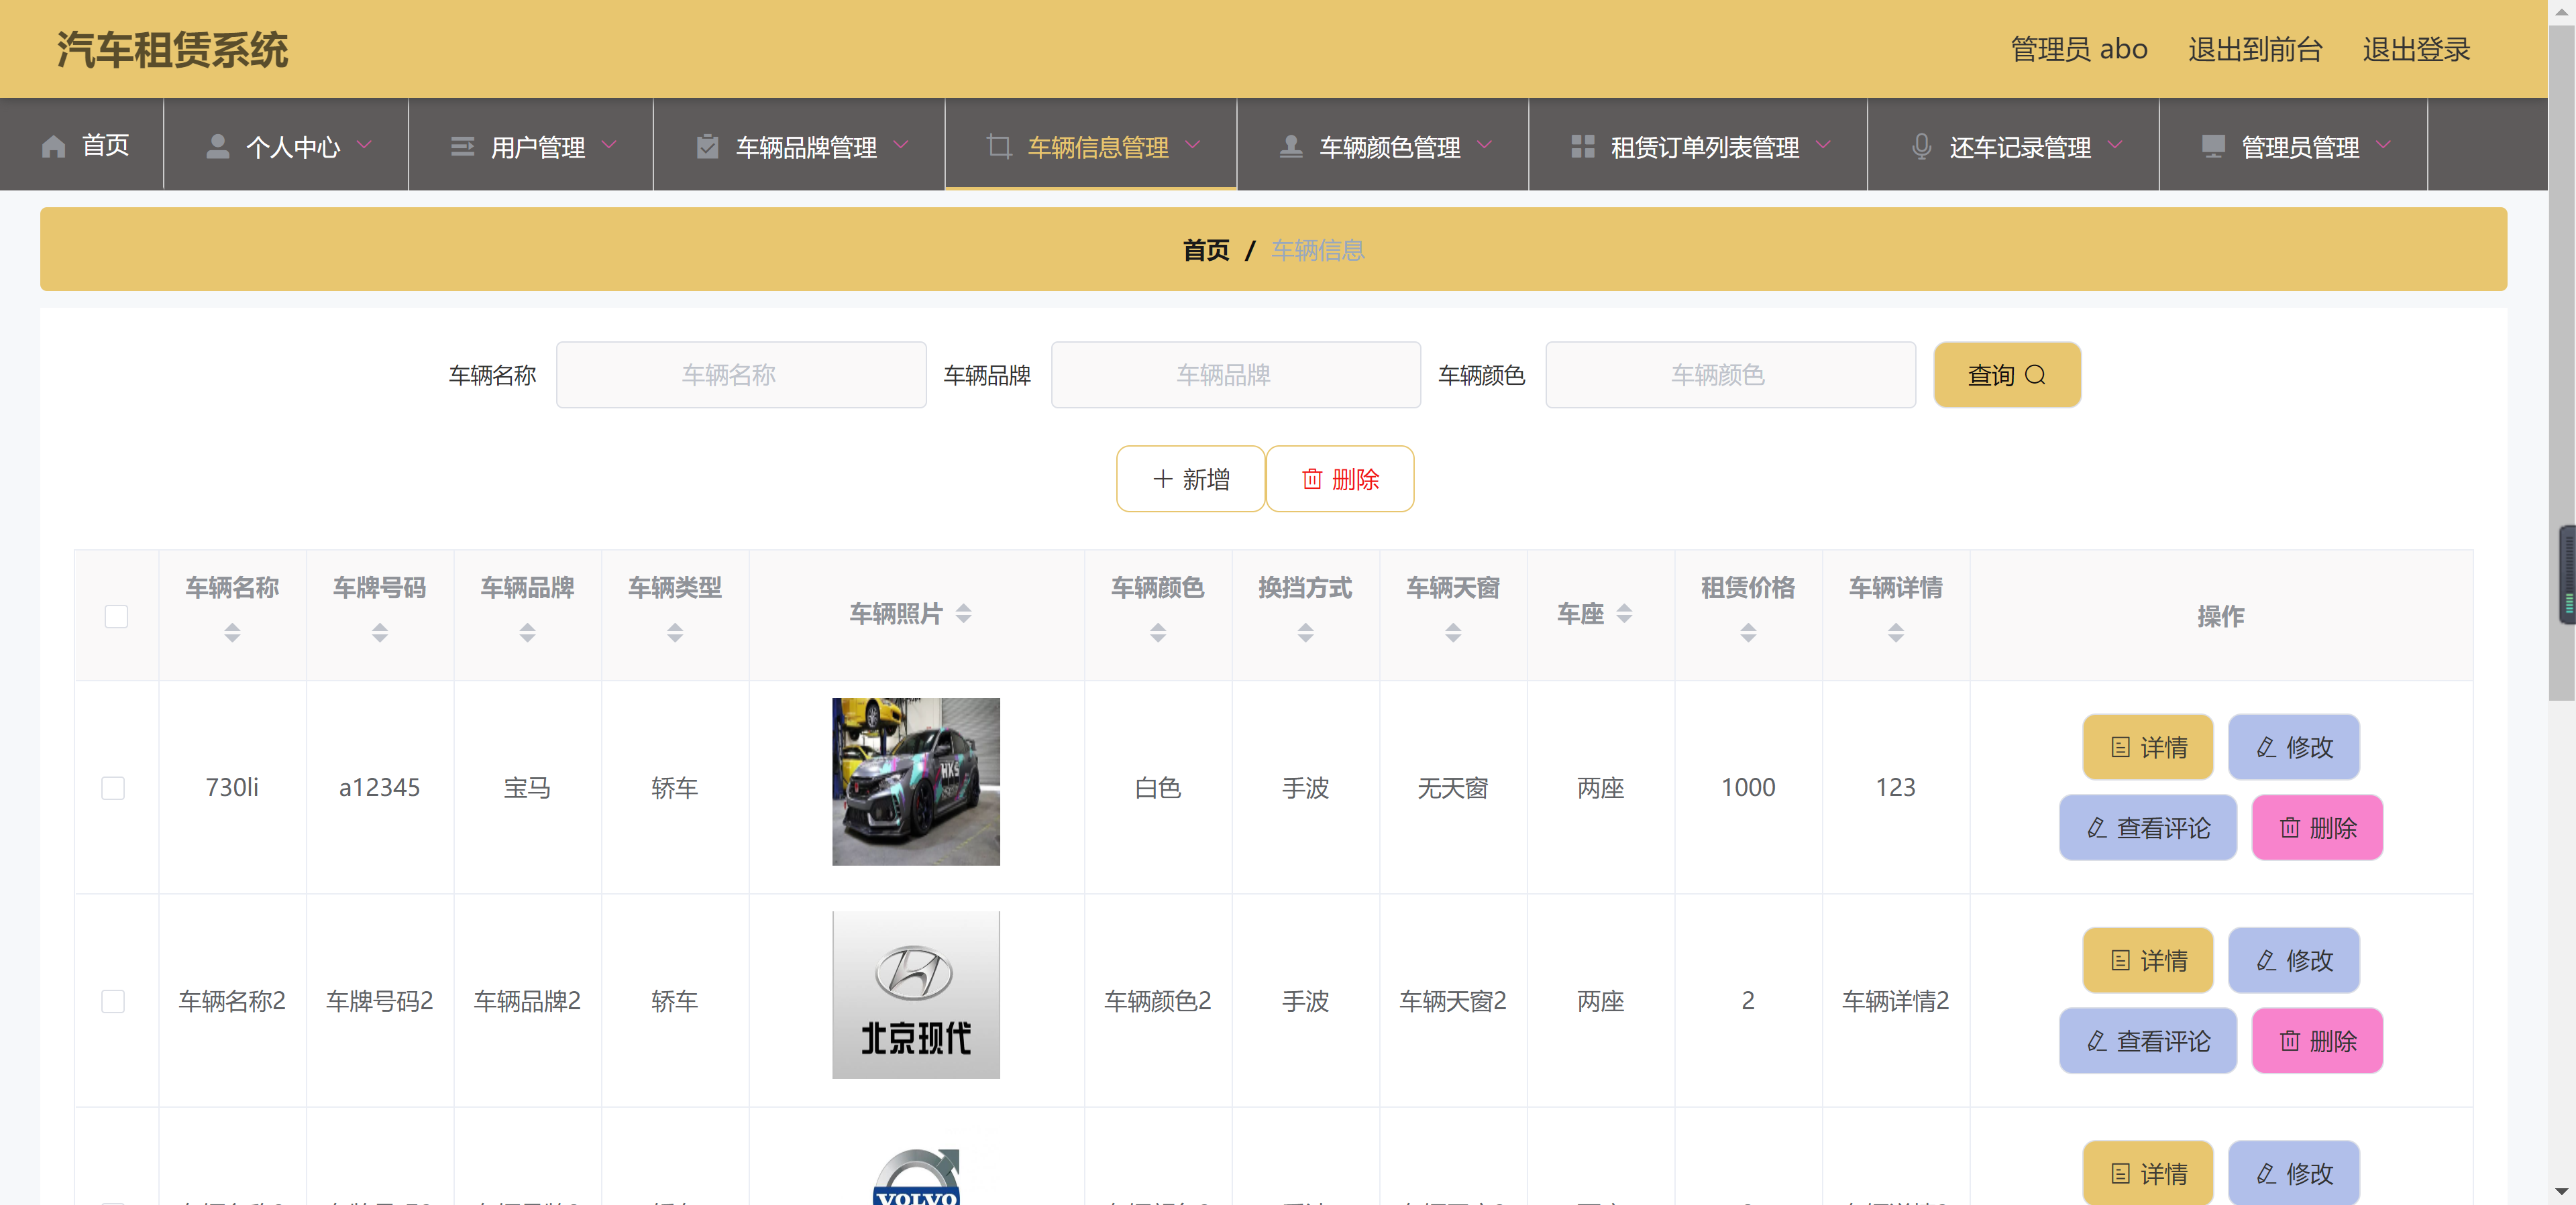 汽车租赁系统
管理员 abo 退出到前台 退出登录
首页 个人中心 用户管理 车辆品牌管理 车辆信息管理 车辆颜色管理 租赁订单列表管理 还车记录管理 管理员管理
首页 / 车辆信息
车辆名称 车辆名称 车辆品牌 车辆品牌 车辆颜色 车辆颜色 查询
新增 删除
车辆名称 车牌号码 车辆品牌 车辆类型 车辆照片 车辆颜色 换挡方式 车辆天窗 车座 租赁价格 车辆详情 操作
730li a12345 宝马 轿车 HKS 白色 手波 无天窗 两座 1000 123
详情 修改
查看评论 删除
车辆名称2 车牌号码2 车辆品牌2 轿车 北京现代 车辆颜色2 手波 车辆天窗2 两座 2 车辆详情2
详情 修改
查看评论 删除
VOLVO
详情 修改